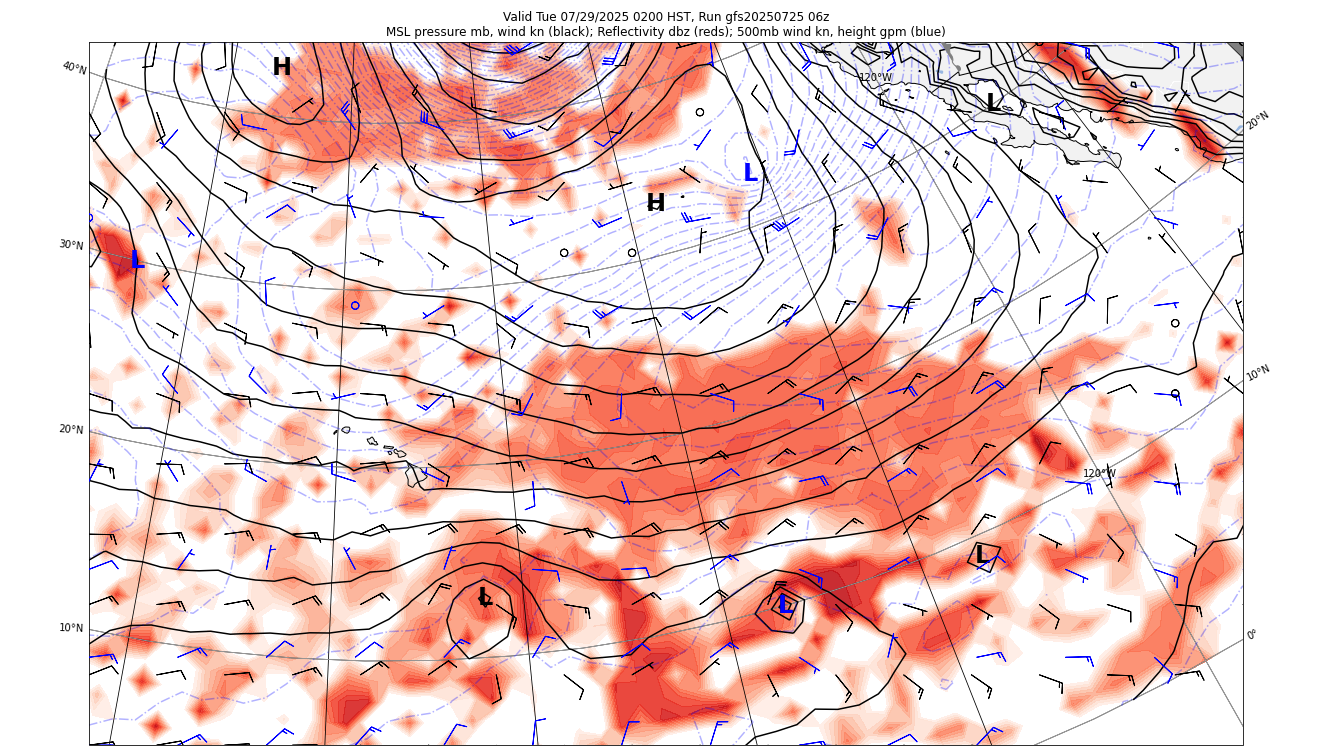 Valid Tue 07/29/2025 0200 HST, Run gfs20250725 06z
MSL pressure mb, wind kn (black); Reflectivity dbz (reds); 500mb wind kn, height gpm (blue)
40°N
H
120°W
L
20°N
L
H
30°N
L
10°N
20°N
120°W
L
L
L
10°N
0°